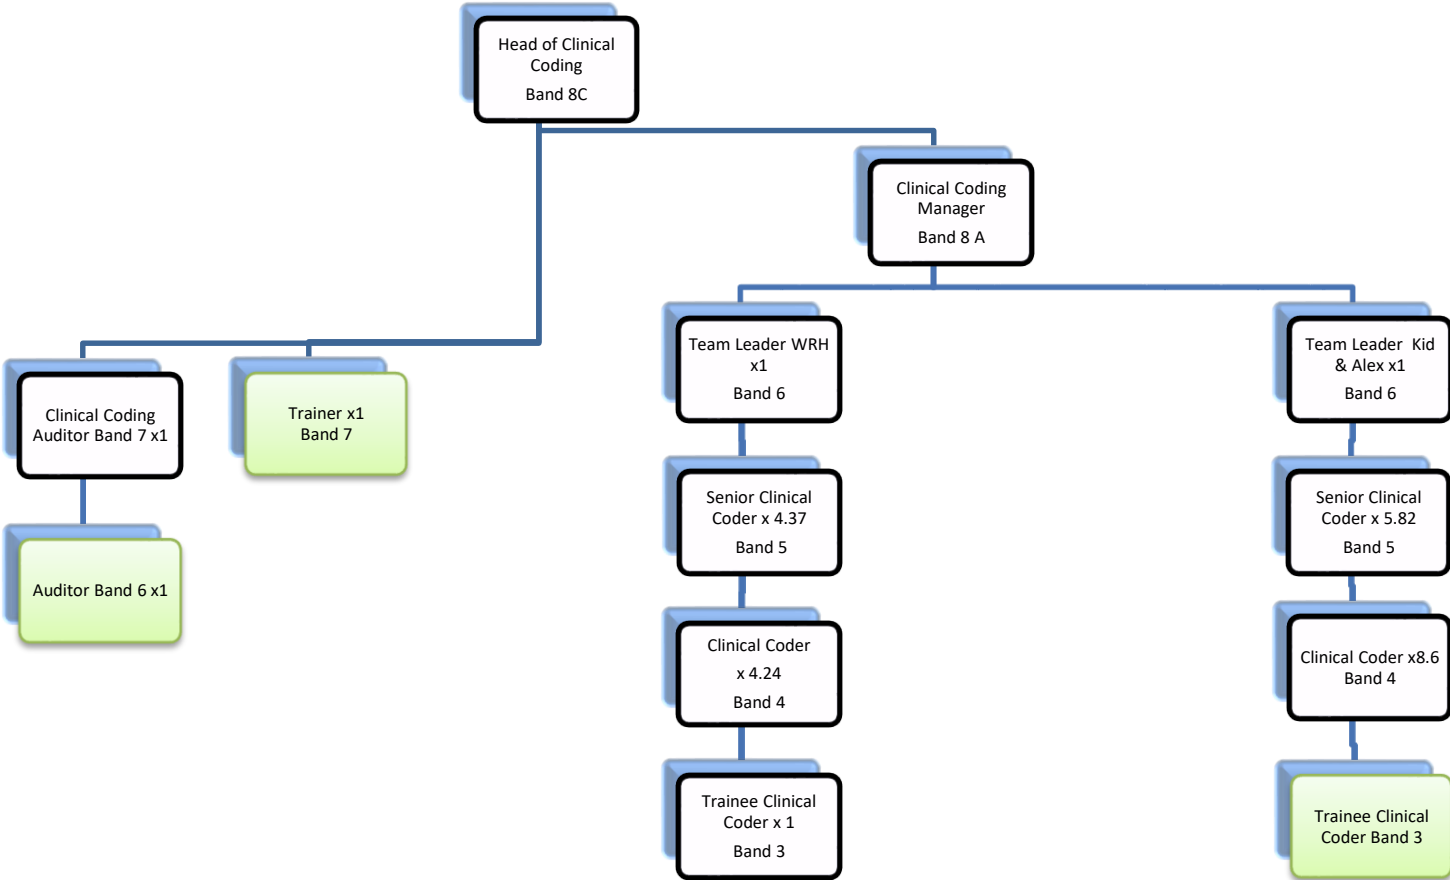 Head of Clinical
Coding
Band 8C
Clinical Coding
Manager
Band 8 A
Team Leader WRH
x1
Band 6
Team Leader  Kid
& Alex x1
Band 6
Clinical Coding
Auditor Band 7 x1
Trainer x1
Band 7
Senior Clinical
Coder x 4.37
Band 5
Senior Clinical
Coder x 5.82
Band 5
Auditor Band 6 x1
Clinical Coder
x 4.24
Band 4
Clinical Coder x8.6
Band 4
Trainee Clinical
Coder x 1
Band 3
Trainee Clinical
Coder Band 3